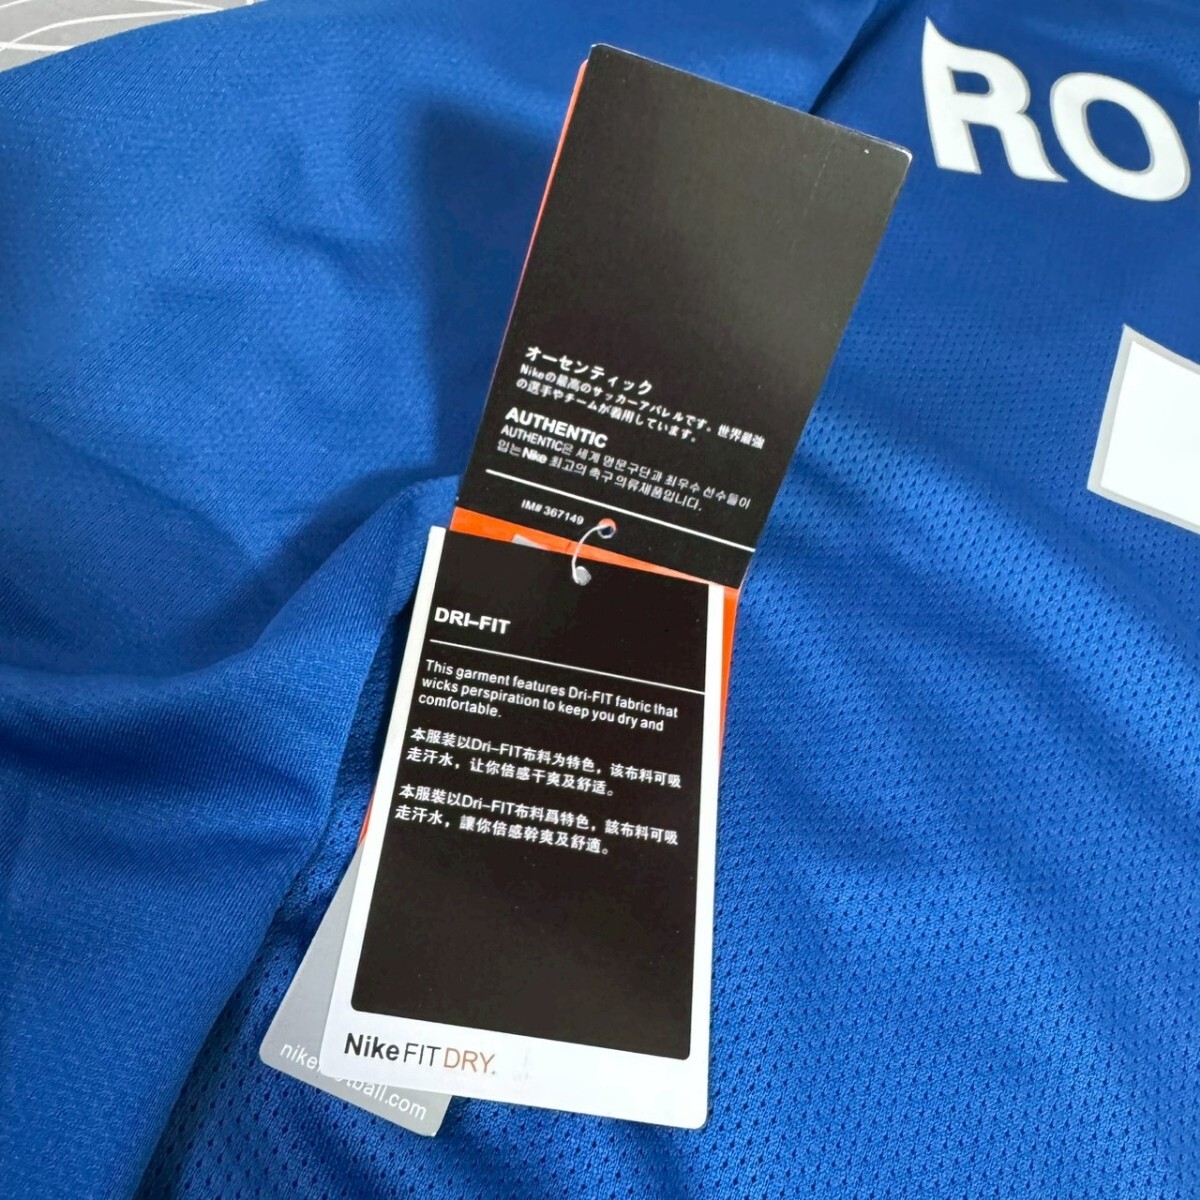 RO
オーセンティック
Nikeの最高のサッカーアパレルです。世界最強
の選手やチームが着用しています。
AUTHENTIC
AUTHENTIC은 세계 명문구단과 최우수 선수들이
입는Nike 최고의 축구 의류제품입니다.
IM# 367149
DRI-FIT
This garment features Dri-FIT fabric that
wicks perspiration to keep you dry and
comfortable.
本服装以Dri-FIT布料为特色，该布料可吸
走汗水，让你倍感干爽及舒适。
本服裝以Dri-FIT布料爲特色，該布料可吸
走汗水，讓你倍感幹爽及舒適。
NikeFITDRY.